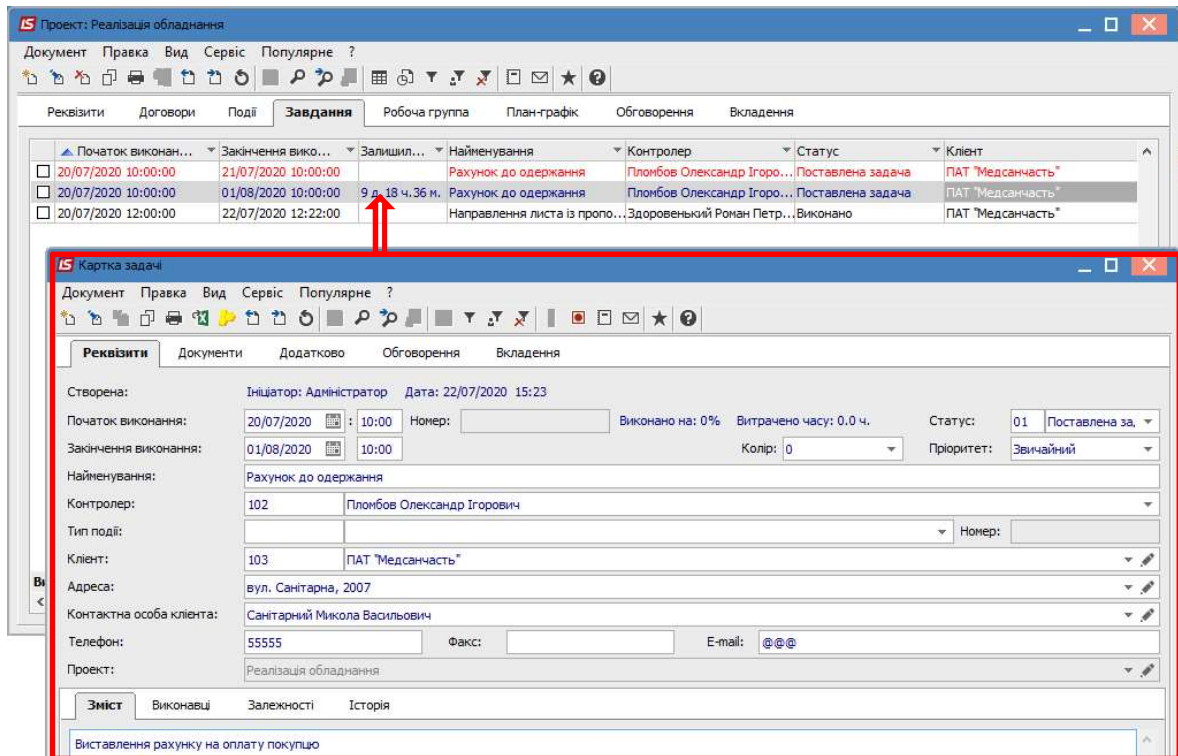 Проект: Реалізація обладнання
Документ Правка Вид Сервіс Популярне ?
Реквізити Договори Події Завдання Робоча группа План-графік Обговорення Вкладення
Початок виконан... Закінчення вико... Залишил... Найменування Контролер Статус Клієнт
20/07/2020 10:00:00 21/07/2020 10:00:00 Рахунок до одержання Пломбов Олександр Ігоро... Поставлена задача ПАТ "Медсанчасть"
20/07/2020 10:00:00 01/08/2020 10:00:00 9 д. 18 ч.36 м. Рахунок до одержання Пломбов Олександр Ігоро... Поставлена задача ПАТ "Медсанчасть"
20/07/2020 12:00:00 22/07/2020 12:22:00 Направлення листа із пропо... Здоровенький Роман Петр... Виконано ПАТ "Медсанчасть"
Картка задачі
Документ Правка Вид Сервіс Популярне ?
Реквізити Документи Додатково Обговорення Вкладення
Створена: Ініціатор: Адміністратор Дата: 22/07/2020 15:23
Початок виконання: 20/07/2020 : 10:00 Номер: Виконано на: 0% Витрачено часу: 0.0 ч. Статус: 01 Поставлена за,
Закінчення виконання: 01/08/2020 10:00 Колір: 0 Пріоритет: Звичайний
Найменування: Рахунок до одержання
Контролер: 102 Пломбов Олександр Ігорович
Тип події: Номер:
Клієнт: 103 ПАТ "Медсанчасть"
Адреса: вул. Санітарна, 2007
Контактна особа клієнта: Санітарний Микола Васильович
Телефон: 55555 Факс: E-mail: @@@
Проект: Реалізація обладнання
Зміст Виконавці Залежності Історія
Виставлення рахунку на оплату покупцю